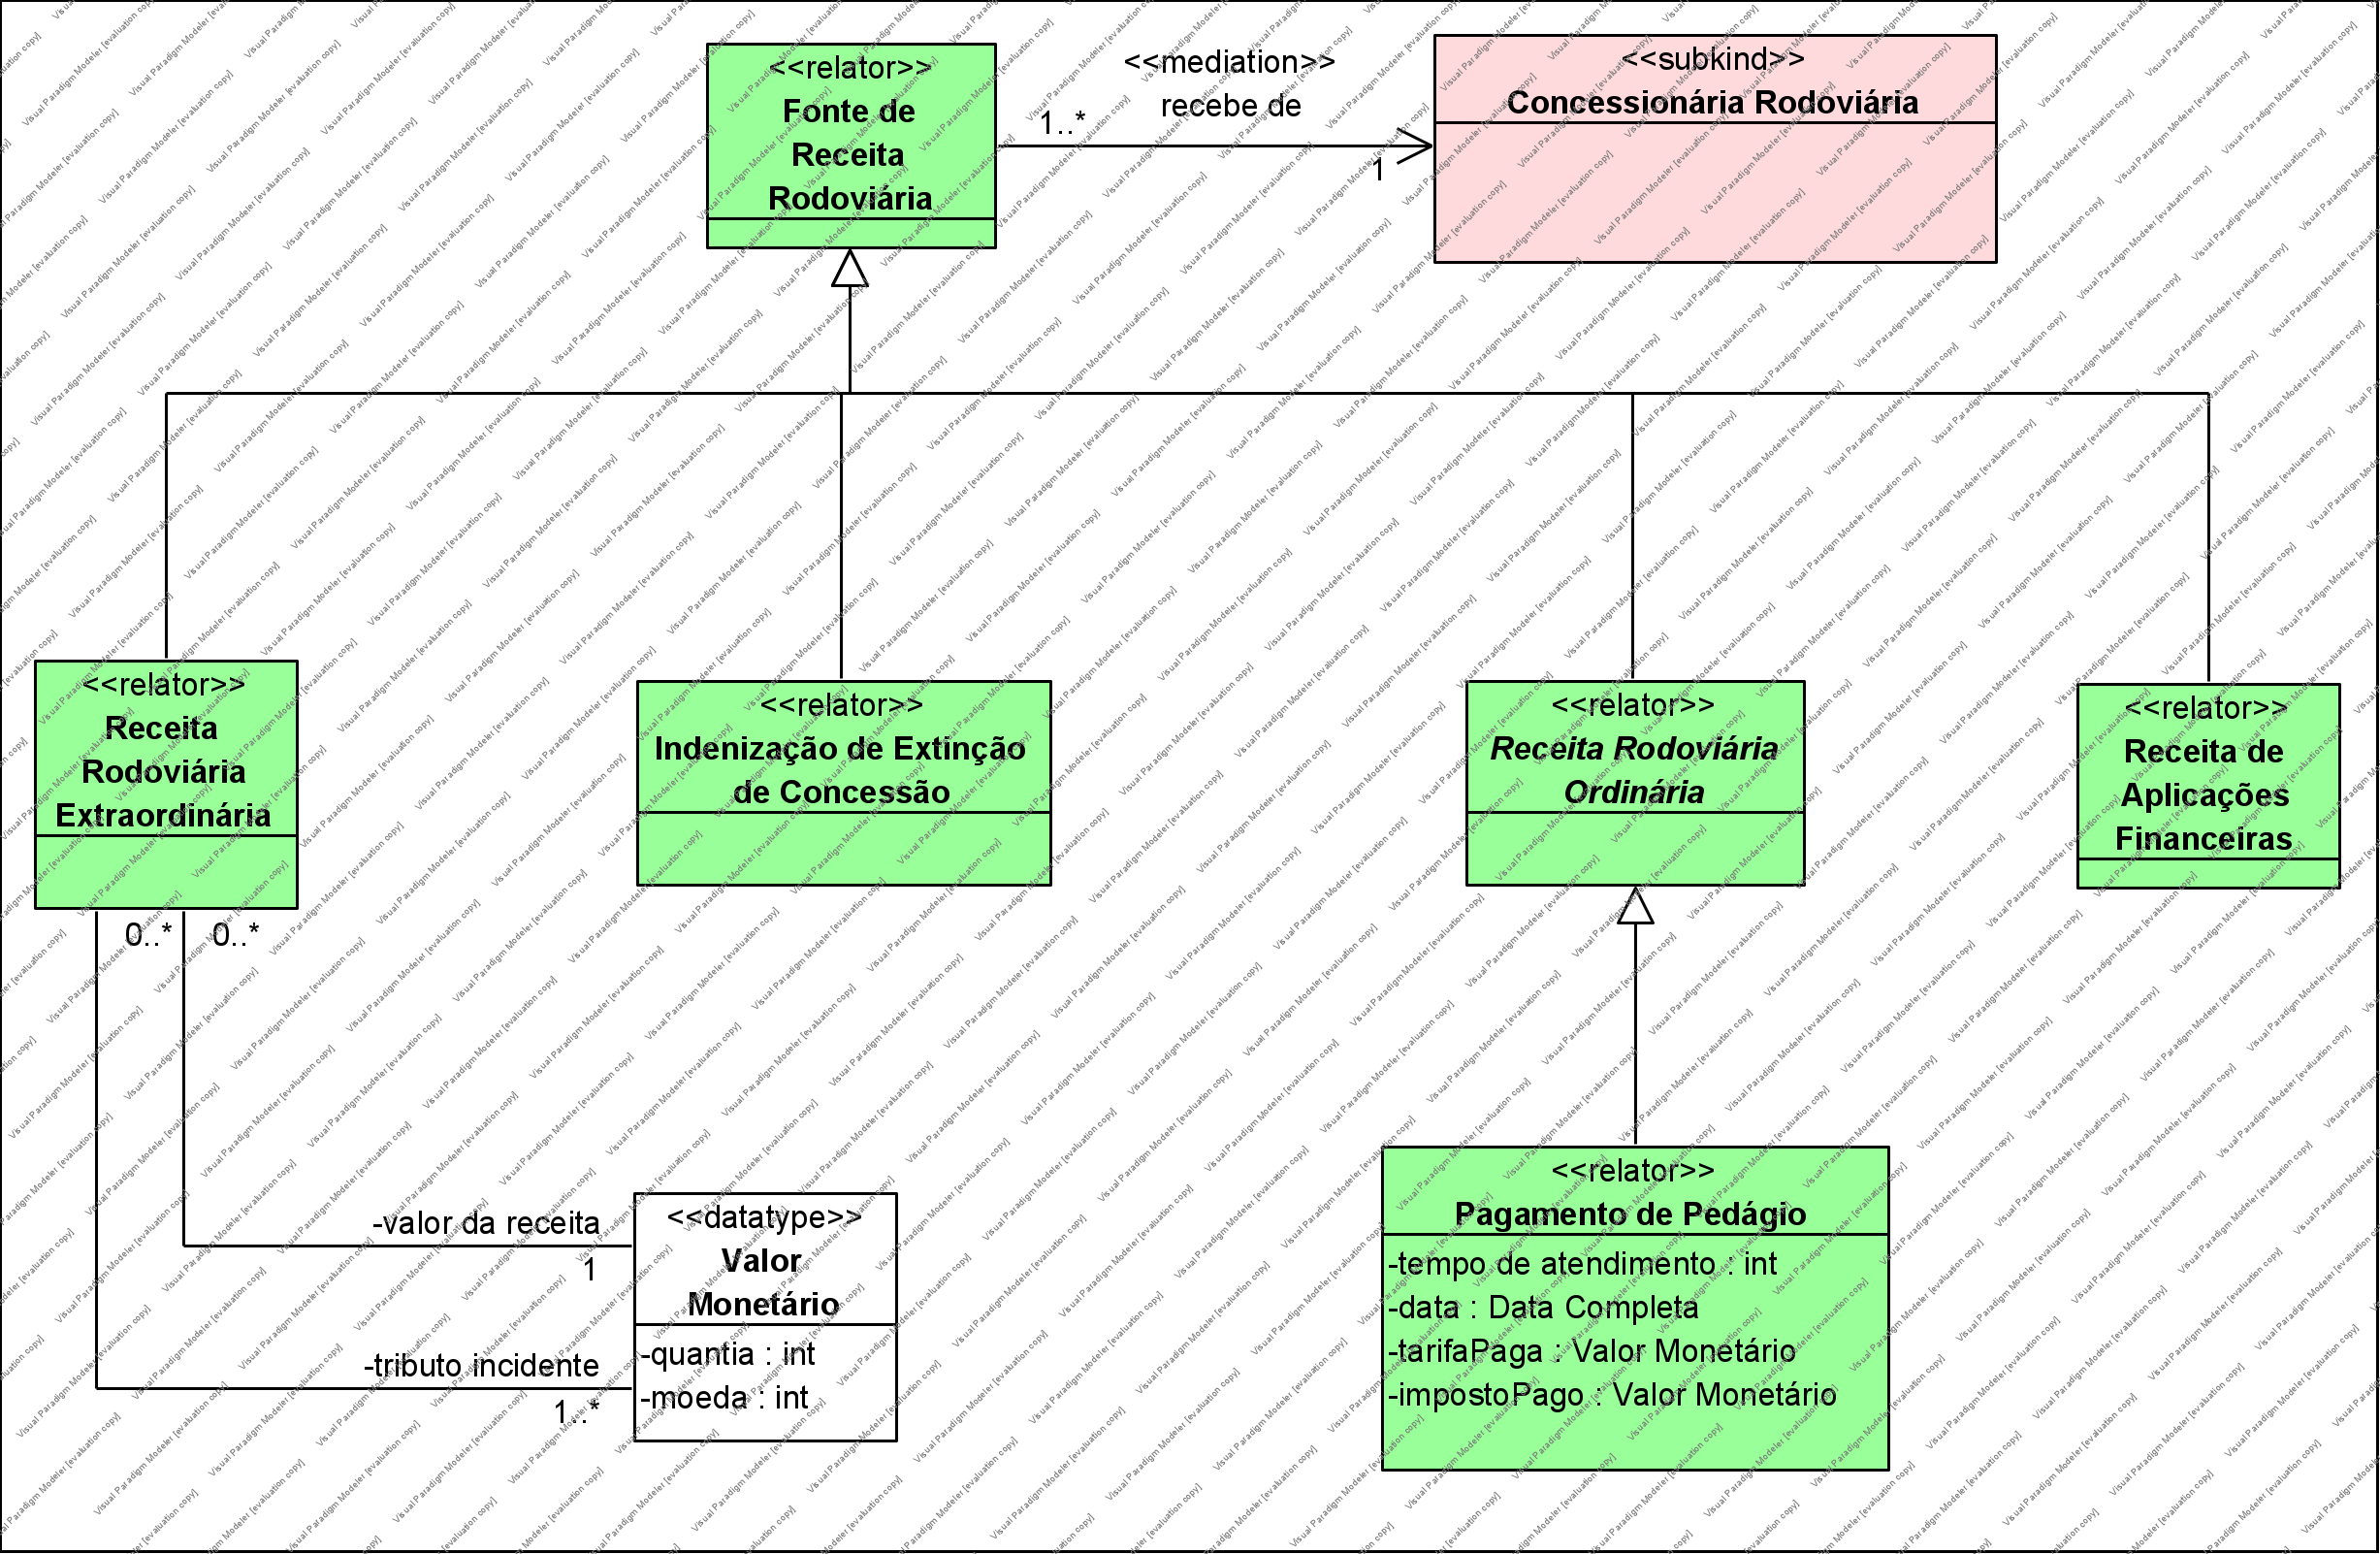 <<relator>>
Fonte de
Receita
Rodoviária
<<mediation>>
recebe de
1..*
1
<<subkind>>
Concessionária Rodoviária
<<relator>>
Receita
Rodoviária
Extraordinária
<<relator>>
Indenização de Extinção
de Concessão
<<relator>>
Receita Rodoviária
Ordinária
<<relator>>
Receita de
Aplicações
Financeiras
0..*
0..*
-valor da receita
1
-tributo incidente
1..*
<<datatype>>
Valor
Monetário
-quantia : int
-moeda : int
<<relator>>
Pagamento de Pedágio
-tempo de atendimento : int
-data : Data Completa
-tarifaPaga : Valor Monetário
-impostoPago : Valor Monetário
Visual Paradigm Modeler [evaluation copy]